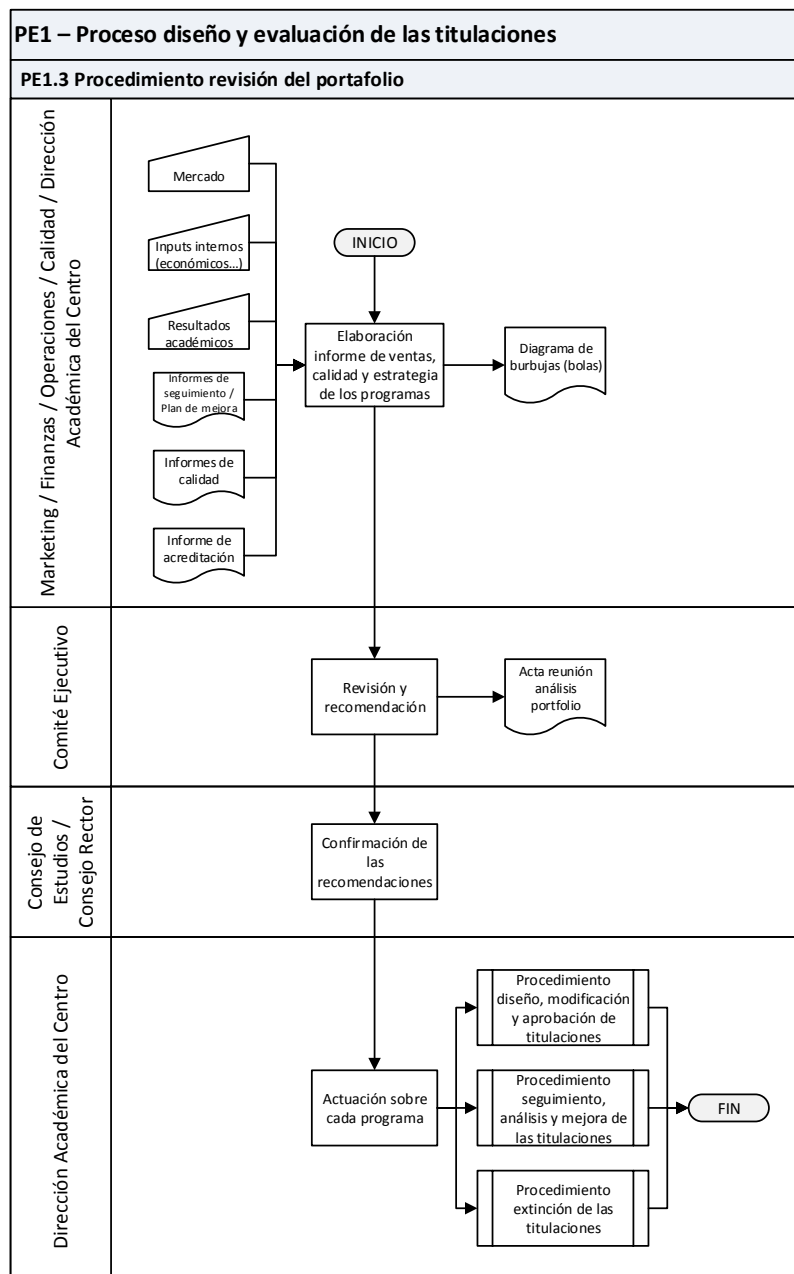 PE1 – Proceso diseño y evaluación de las titulaciones
PE1.3 Procedimiento revisión del portafolio
Marketing / Finanzas / Operaciones / Calidad / Dirección
Académica del Centro
Mercado
Inputs internos
(económicos...)
Resultados
académicos
Informes de
seguimiento /
Plan de mejora
Informes de
calidad
Informe de
acreditación
INICIO
Elaboración
informe de ventas,
calidad y estrategia
de los programas
Diagrama de
burbujas (bolas)
Comité Ejecutivo
Revisión y
recomendación
Acta reunión
análisis
portfolio
Consejo de
Estudios /
Consejo Rector
Confirmación de
las
recomendaciones
Dirección Académica del Centro
Actuación sobre
cada programa
Procedimiento
diseño, modificación
y aprobación de
titulaciones
Procedimiento
seguimiento,
análisis y mejora de
las titulaciones
Procedimiento
extinción de las
titulaciones
FIN